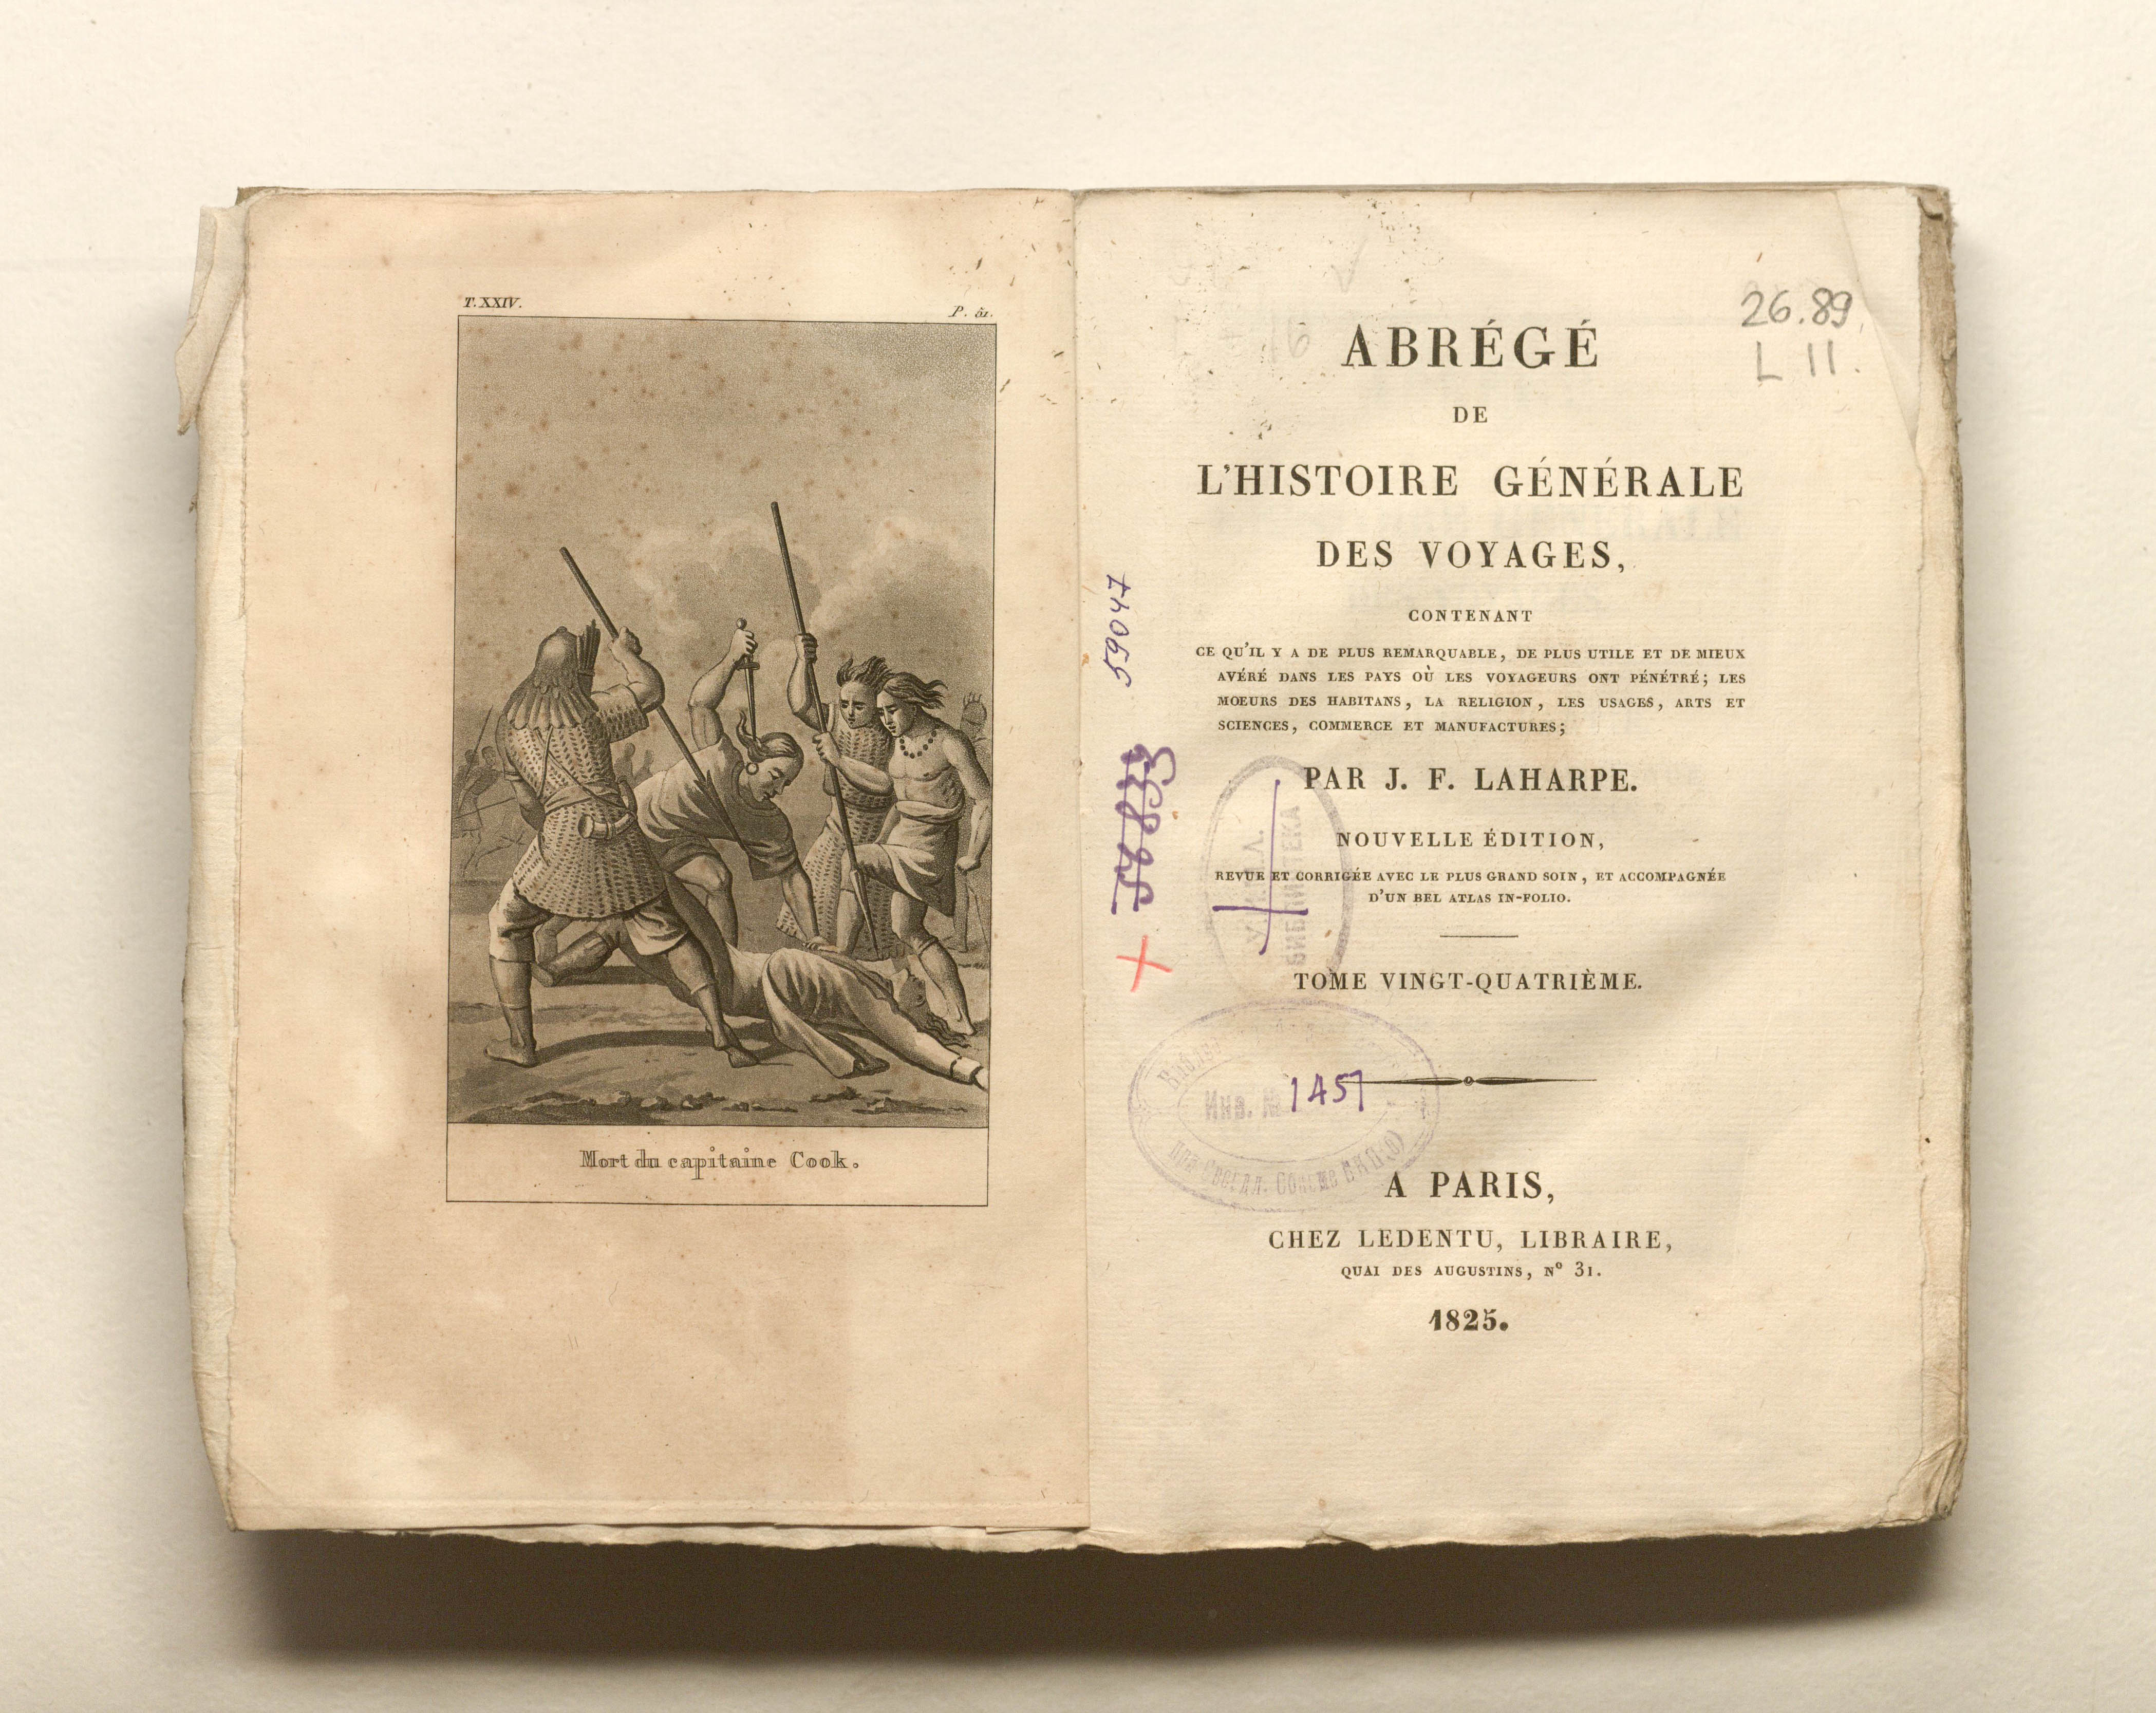 T. XXIV.
P. 51.
Mort du capitaine Cook.
26.89
L 11.
ABRÉGÉ
DE
L'HISTOIRE GÉNÉRALE
DES VOYAGES,
CONTENANT
CE QU'IL Y A DE PLUS REMARQUABLE, DE PLUS UTILE ET DE MIEUX
AVÉRÉ DANS LES PAYS OÙ LES VOYAGEURS ONT PÉNÉTRÉ; LES
MŒURS DES HABITANS, LA RELIGION, LES USAGES, ARTS ET
SCIENCES, COMMERCE ET MANUFACTURES;
PAR J. F. LAHARPE.
NOUVELLE ÉDITION,
REVUE ET CORRIGÉE AVEC LE PLUS GRAND SOIN, ET ACCOMPAGNÉE
D'UN BEL ATLAS IN-FOLIO.
TOME VINGT-QUATRIÈME.
59047
Инв. №
A PARIS,
CHEZ LEDENTU, LIBRAIRE,
QUAI DES AUGUSTINS, Nº 31.
1825.